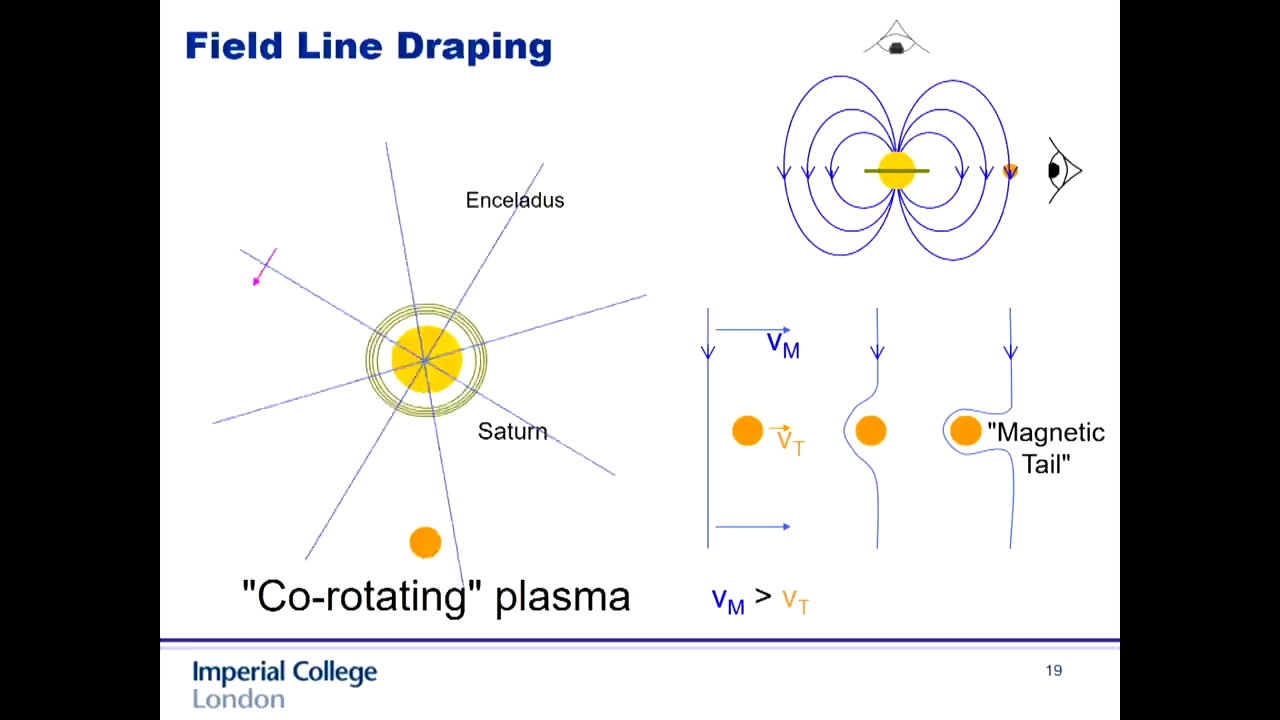 Field Line Draping
Enceladus
Saturn
"Co-rotating" plasma
vM
vT
"Magnetic
Tail"
vM > vT
Imperial College
London
19